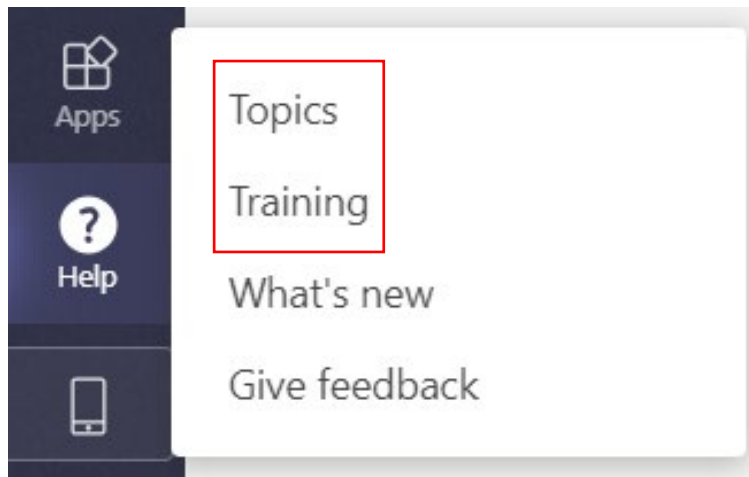 Apps
Help
Topics
Training
What's new
Give feedback